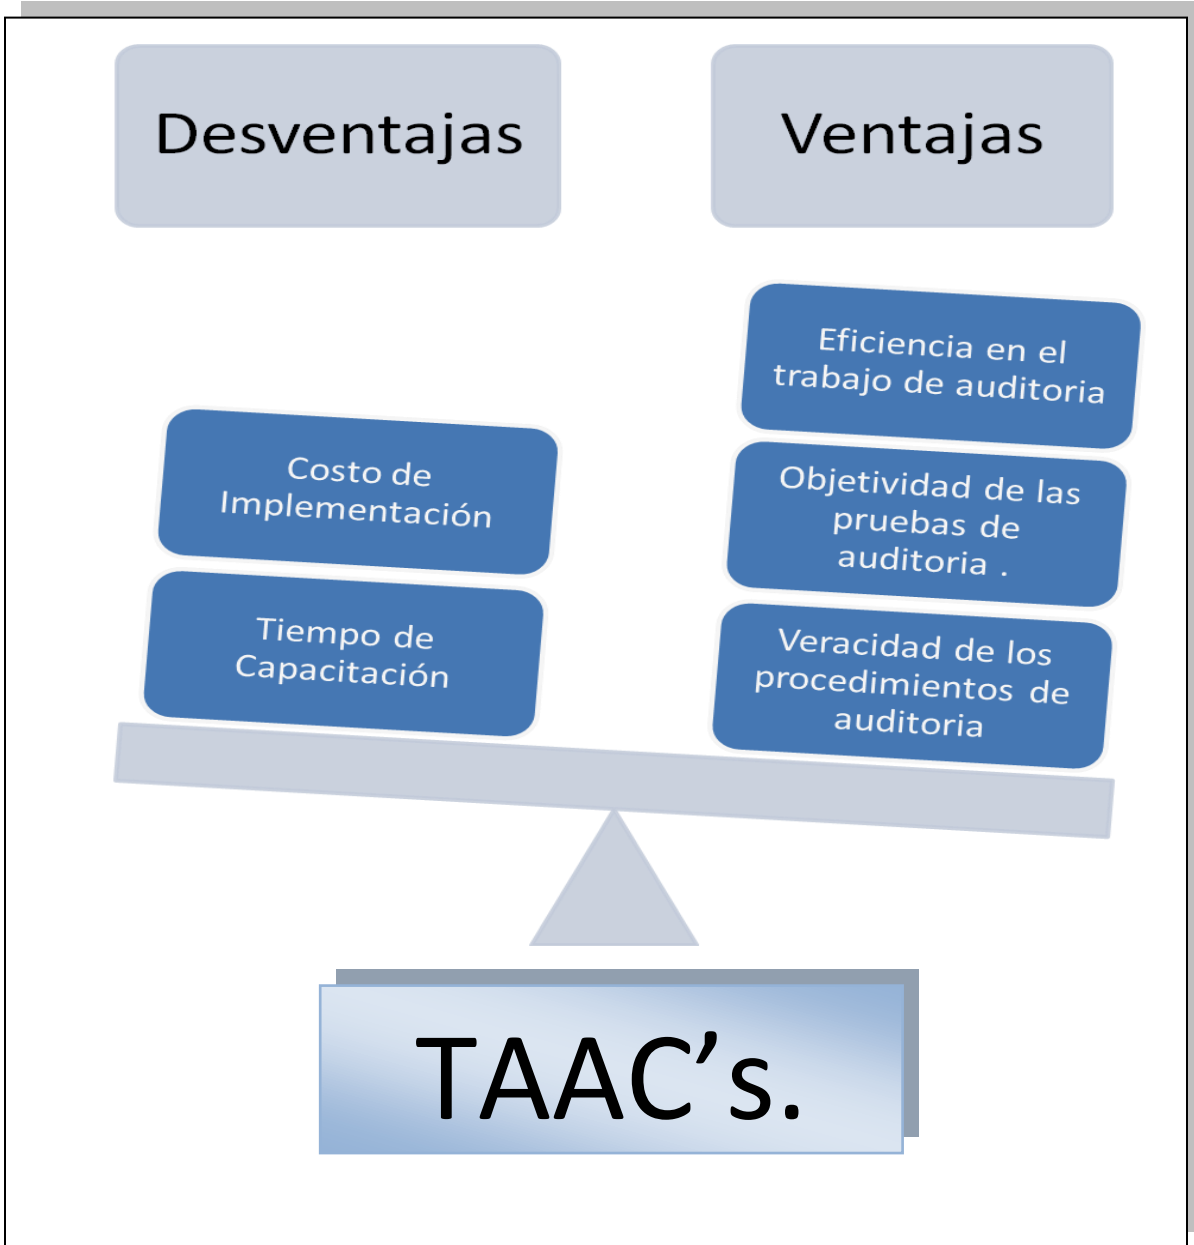 Desventajas
Ventajas
Costo de
Implementación
Tiempo de
Capacitación
Eficiencia en el
trabajo de auditoria
Objetividad de las
pruebas de
auditoria .
Veracidad de los
procedimientos de
auditoria
TAAC’s.